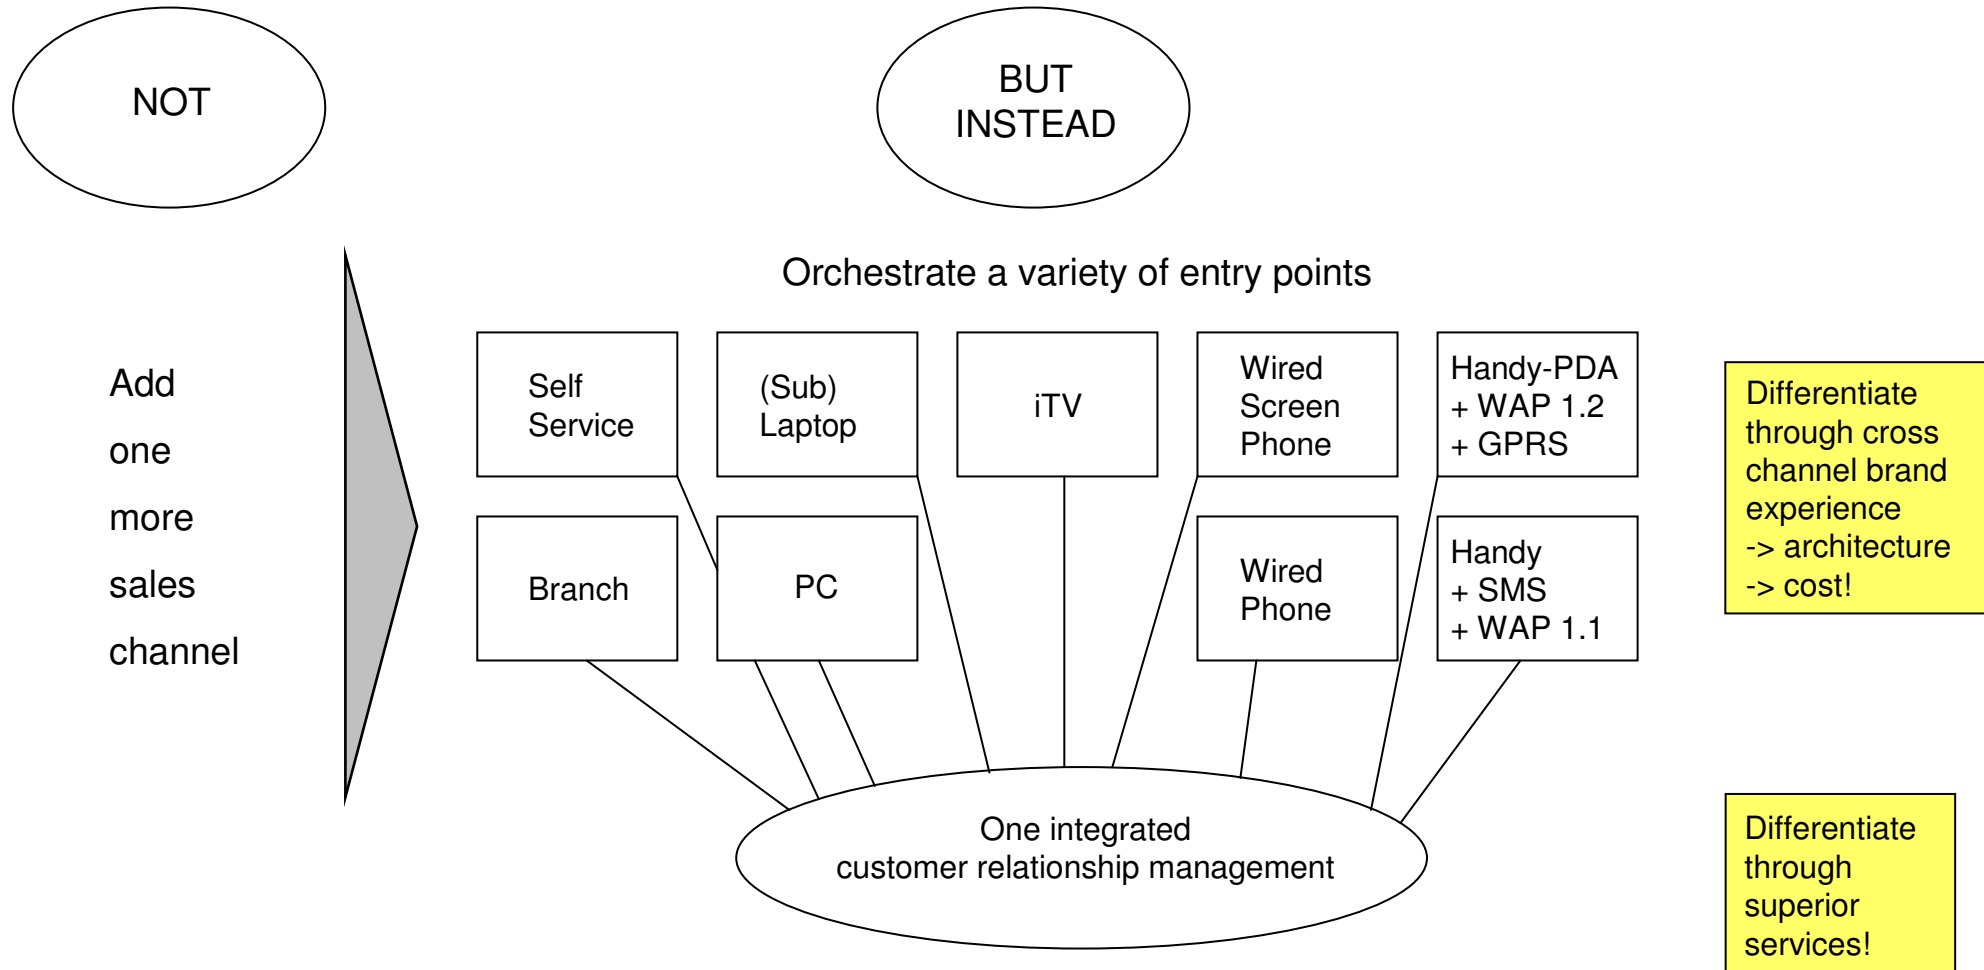 NOT
BUT
INSTEAD
Orchestrate a variety of entry points
Add
one
more
sales
channel
Self
Service
(Sub)
Laptop
iTV
Wired
Screen
Phone
Handy-PDA
+ WAP 1.2
+ GPRS
Branch
PC
Wired
Phone
Handy
+ SMS
+ WAP 1.1
One integrated
customer relationship management
Differentiate
through cross
channel brand
experience
-> architecture
-> cost!
Differentiate
through
superior
services!